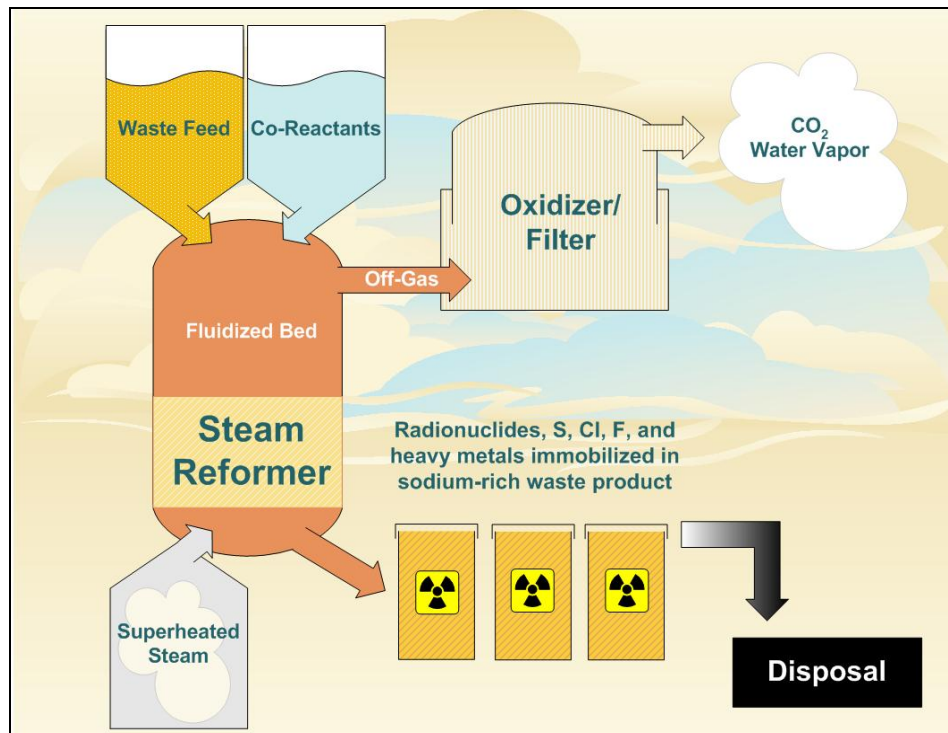 Waste Feed
Co-Reactants
CO₂
Water Vapor
Oxidizer/
Filter
Off-Gas
Fluidized Bed
Steam
Reformer
Radionuclides, S, Cl, F, and
heavy metals immobilized in
sodium-rich waste product
Superheated
Steam
Disposal